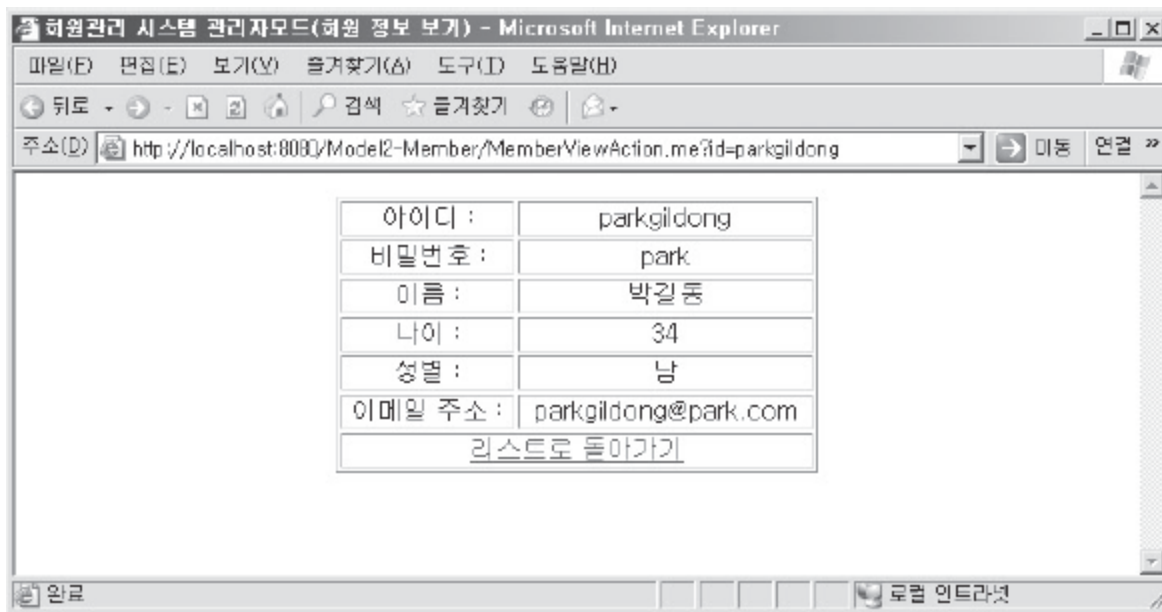 회원관리 시스템 관리자모드(회원 정보 보기) - Microsoft Internet Explorer
파일(F) 편집(E) 보기(V) 즐겨찾기(A) 도구(T) 도움말(H)
뒤로 검색 즐겨찾기
주소(D) http://localhost:8080/Model2-Member/MemberViewAction.me?id=parkgildong 이동 연결 »
아이디 : parkgildong
비밀번호 : park
이름 : 박길동
나이 : 34
성별 : 남
이메일 주소 : parkgildong@park.com
리스트로 돌아가기
완료 로컬 인트라넷